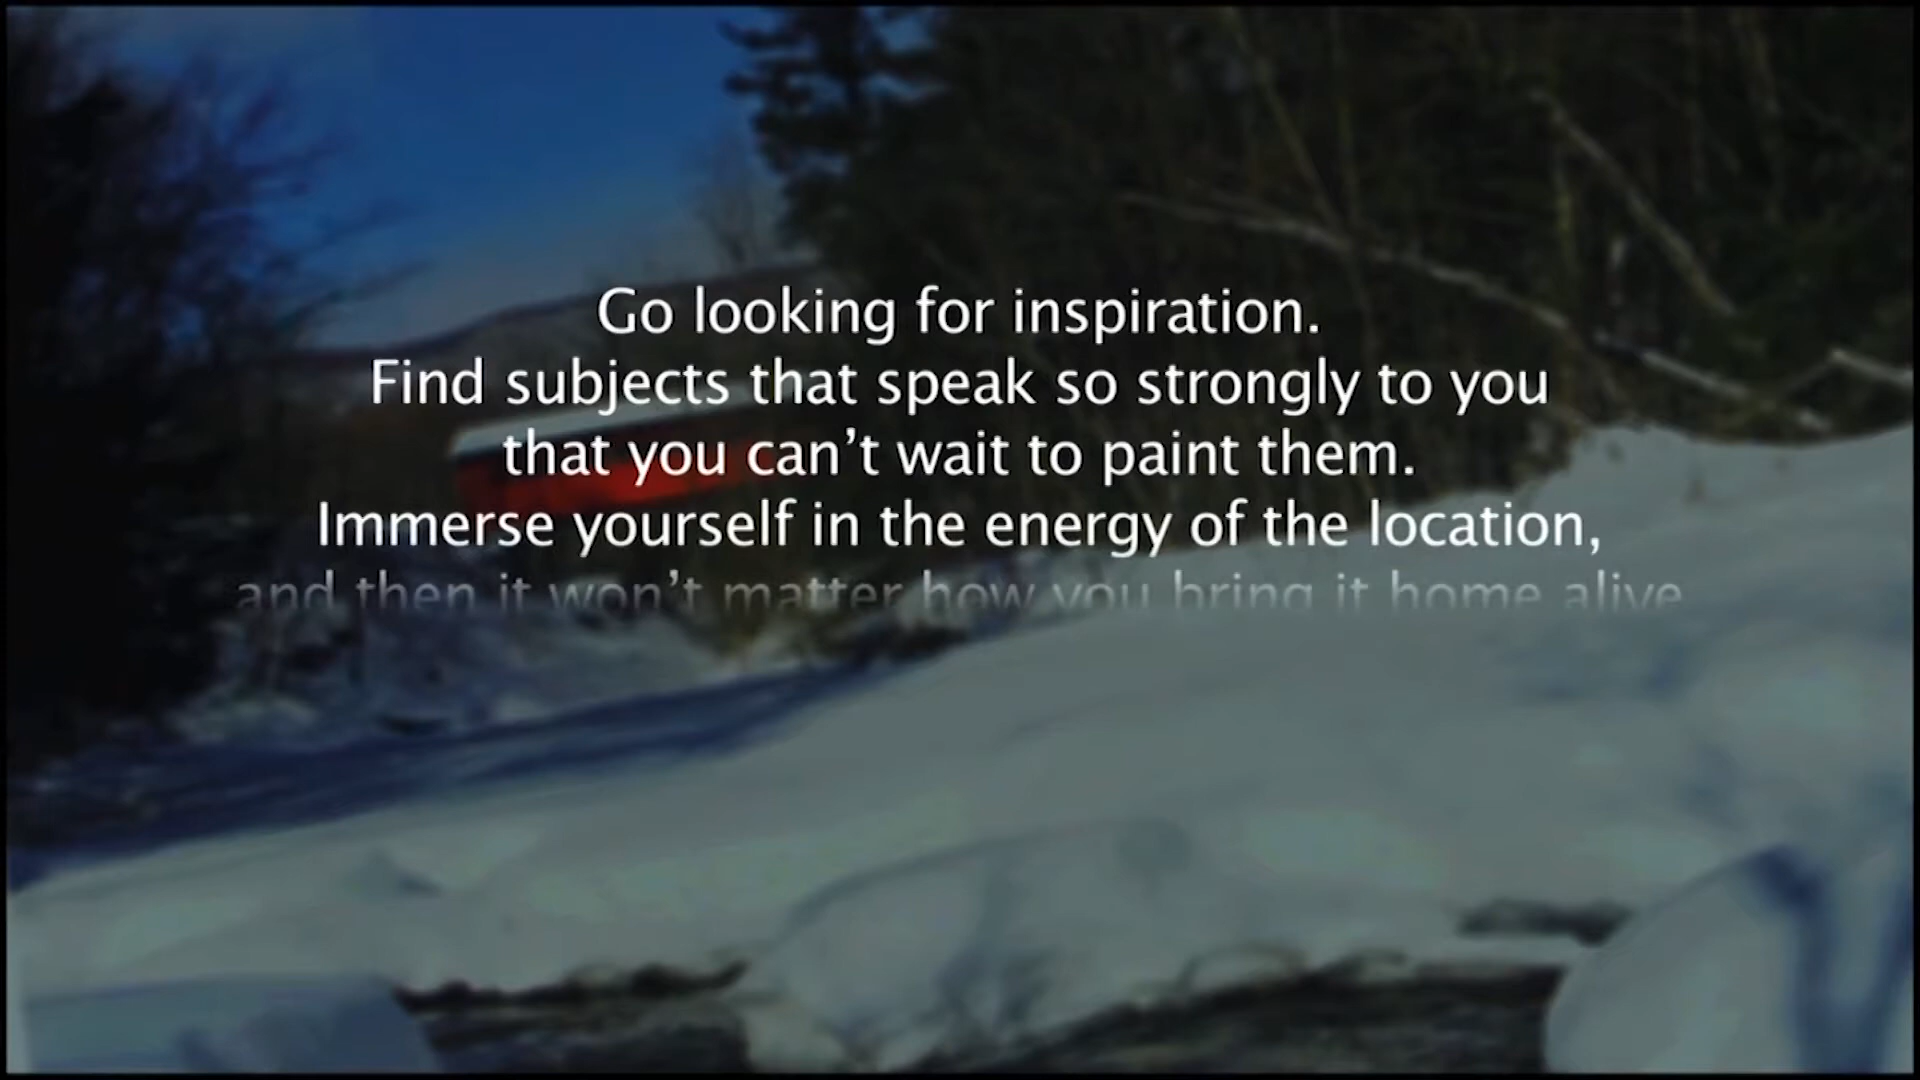 Go looking for inspiration.
Find subjects that speak so strongly to you
that you can’t wait to paint them.
Immerse yourself in the energy of the location,
and then it won’t matter how you bring it home alive